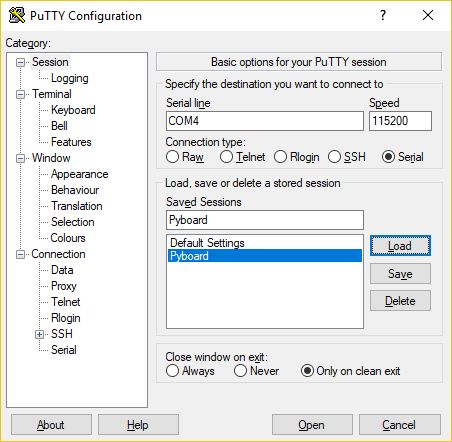 PuTTY Configuration
? ×
Category:
Session
Logging
Terminal
Keyboard
Bell
Features
Window
Appearance
Behaviour
Translation
Selection
Colours
Connection
Data
Proxy
Telnet
Rlogin
SSH
Serial
Basic options for your PuTTY session
Specify the destination you want to connect to
Serial line Speed
COM4 115200
Connection type:
Raw Telnet Rlogin SSH Serial
Load, save or delete a stored session
Saved Sessions
Pyboard
Default Settings
Pyboard
Load
Save
Delete
Close window on exit:
Always Never Only on clean exit
About Help Open Cancel